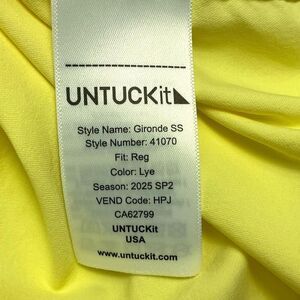 UNTUCKit
Style Name: Gironde SS
Style Number: 41070
Fit: Reg
Color: Lye
Season: 2025 SP2
VEND Code: HPJ
CA62799
UNTUCKit
USA
www.untuckit.com